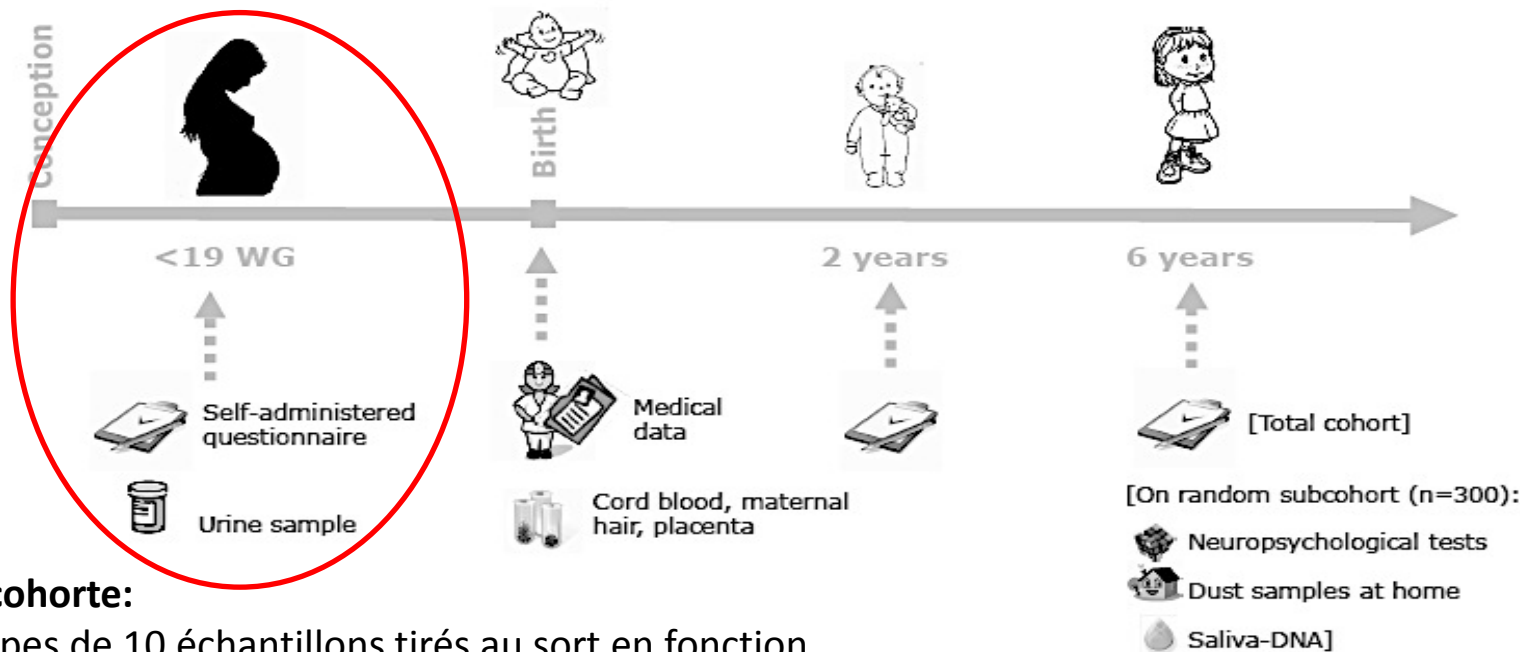 Conception
Birth
<19 WG
2 years
6 years
Self-administered
questionnaire
Urine sample
Medical
data
Cord blood, maternal
hair, placenta
[Total cohort]
[On random subcohort (n=300):
Neuropsychological tests
Dust samples at home
Saliva-DNA]
cohorte:
pes de 10 échantillons tirés au sort en fonction